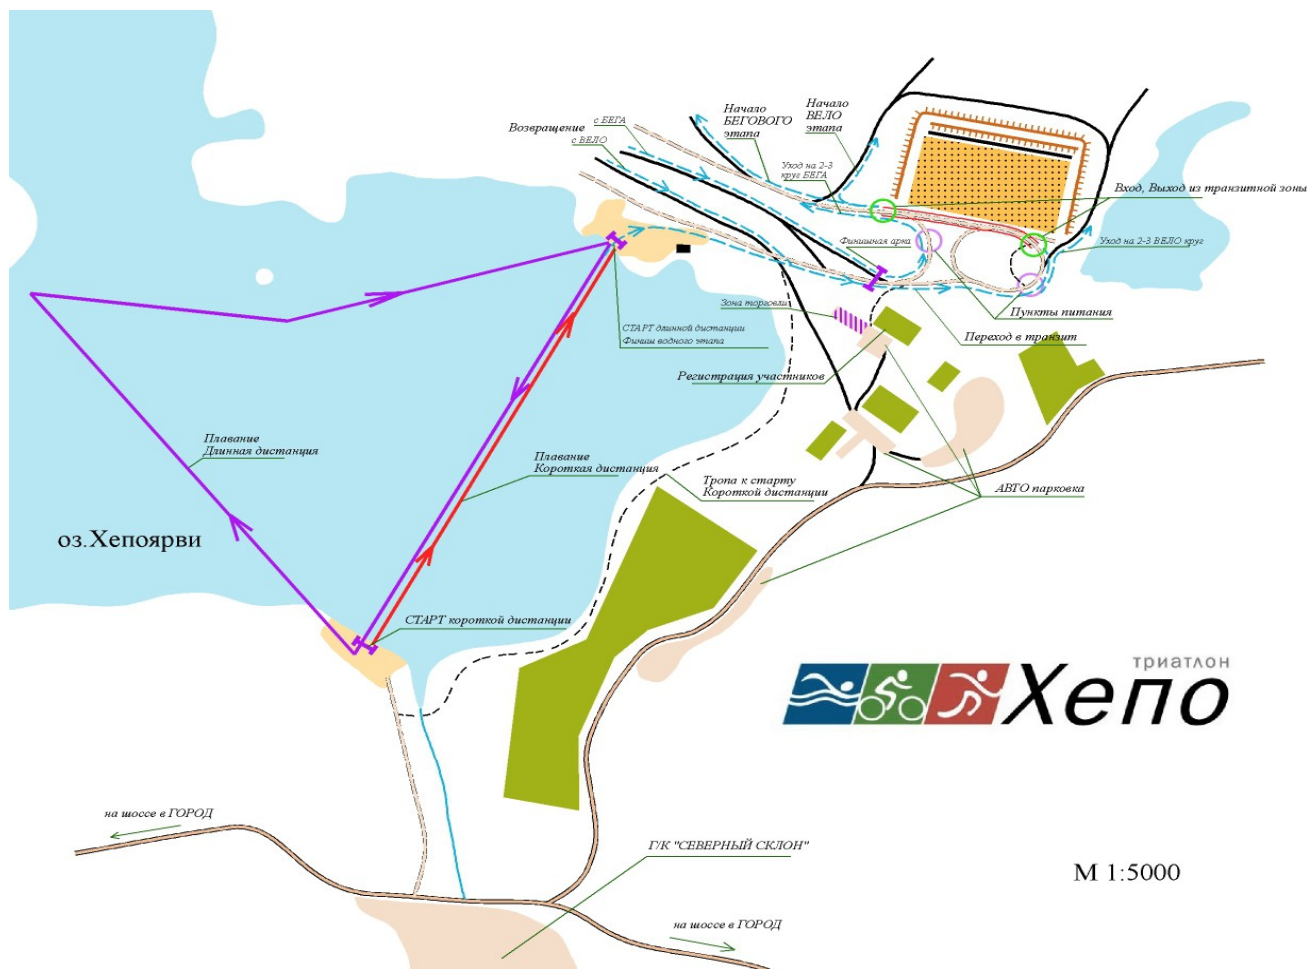 Начало
БЕГОВОГО
этапа
Начало
ВЕЛО
этапа
Возвращение
с БЕГА
с ВЕЛО
Уход на 2-3
круг БЕГА
Вход, Выход из транзитной зоны
Финишная арка
Уход на 2-3 ВЕЛО круг
Зона торговли
Пункты питания
СТАРТ длинной дистанции
Финиш водного этапа
Переход в транзит
Регистрация участников
Плавание
Длинная дистанция
Плавание
Короткая дистанция
Тропа к старту
Короткой дистанции
АВТО парковка
оз.Хепоярви
СТАРТ короткой дистанции
триатлон
Хепо
на шоссе в ГОРОД
Г/К "СЕВЕРНЫЙ СКЛОН"
М 1:5000
на шоссе в ГОРОД